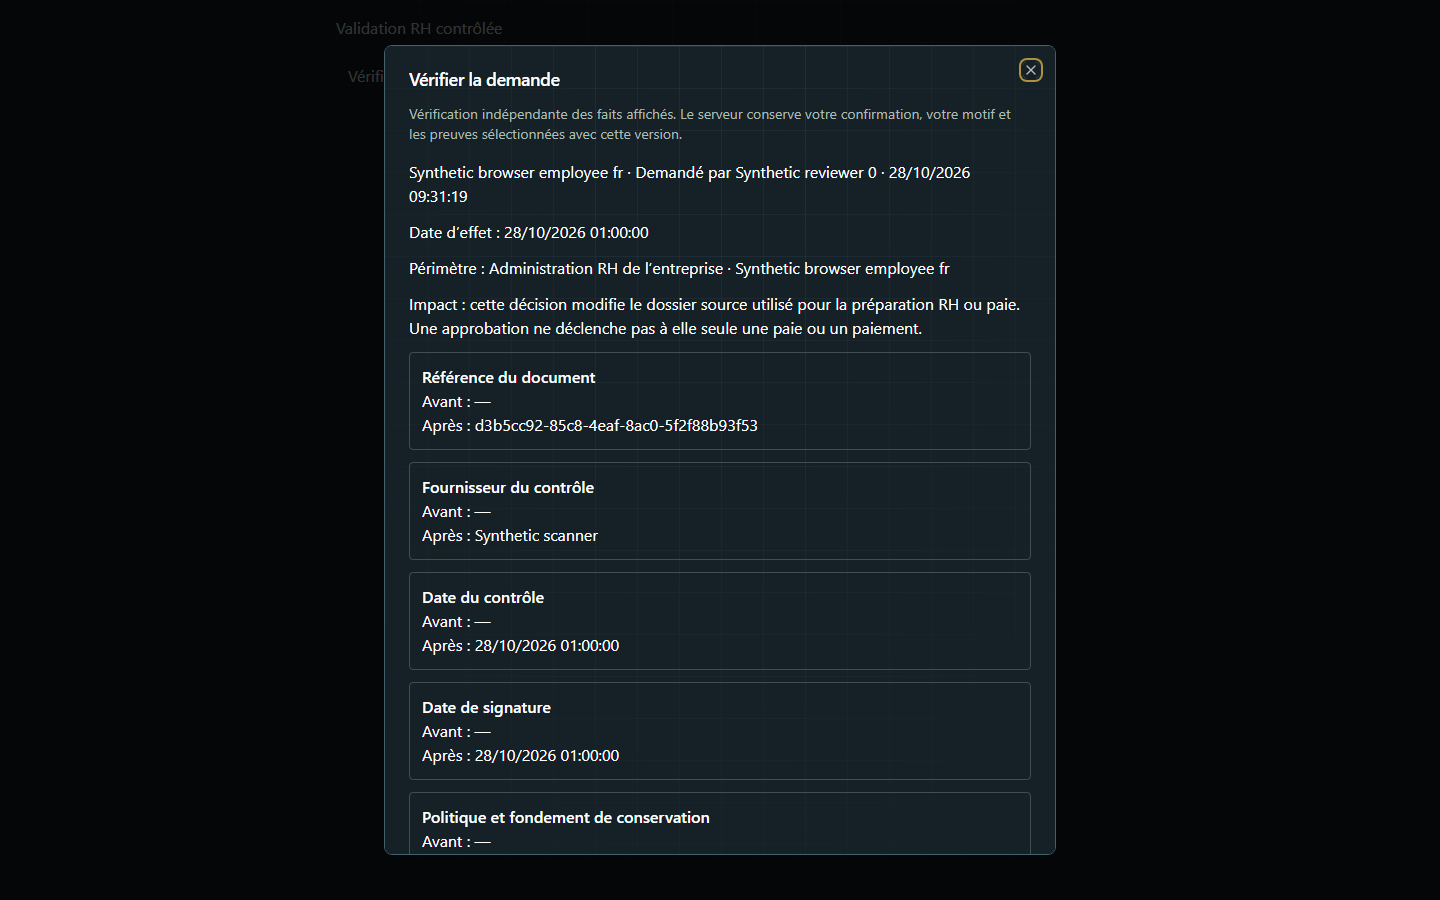 Validation RH contrôlée
Vérifi
Vérifier la demande
Vérification indépendante des faits affichés. Le serveur conserve votre confirmation, votre motif et
les preuves sélectionnées avec cette version.
Synthetic browser employee fr · Demandé par Synthetic reviewer 0 · 28/10/2026
09:31:19
Date d’effet : 28/10/2026 01:00:00
Périmètre : Administration RH de l’entreprise · Synthetic browser employee fr
Impact : cette décision modifie le dossier source utilisé pour la préparation RH ou paie.
Une approbation ne déclenche pas à elle seule une paie ou un paiement.
Référence du document
Avant : —
Après : d3b5cc92-85c8-4eaf-8ac0-5f2f88b93f53
Fournisseur du contrôle
Avant : —
Après : Synthetic scanner
Date du contrôle
Avant : —
Après : 28/10/2026 01:00:00
Date de signature
Avant : —
Après : 28/10/2026 01:00:00
Politique et fondement de conservation
Avant : —